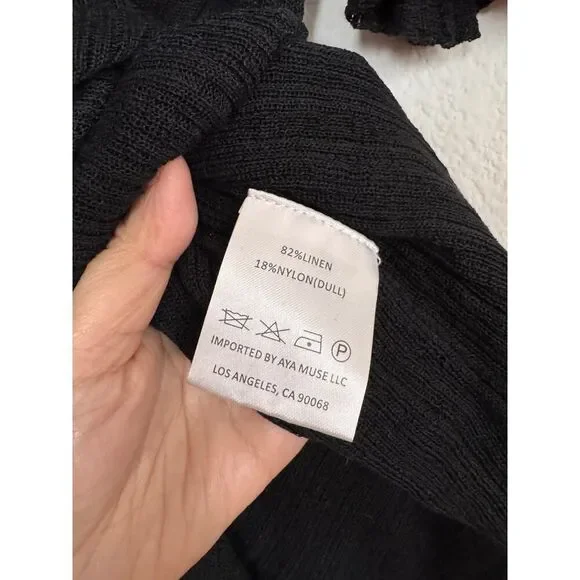 82%LINEN
18%NYLON(DULL)
P
IMPORTED BY AYA MUSE LLC
LOS ANGELES, CA 90068